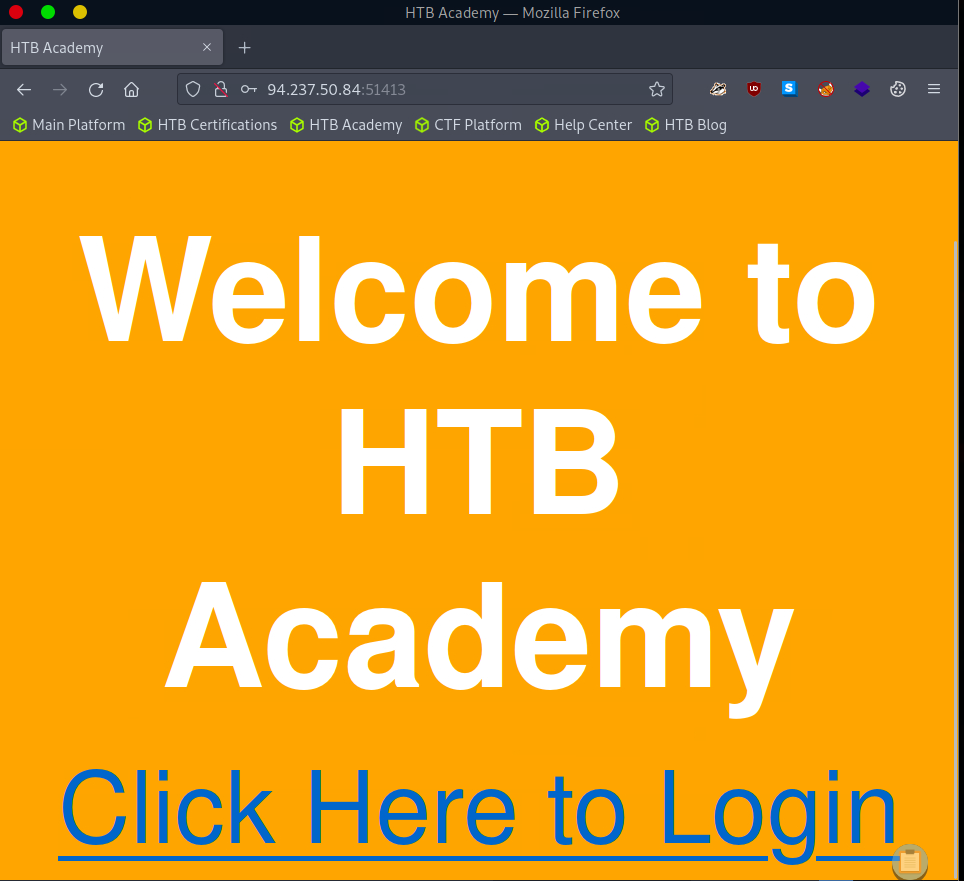 HTB Academy — Mozilla Firefox
HTB Academy
94.237.50.84:51413
Main Platform HTB Certifications HTB Academy CTF Platform Help Center HTB Blog
Welcome to
HTB
Academy
Click Here to Login